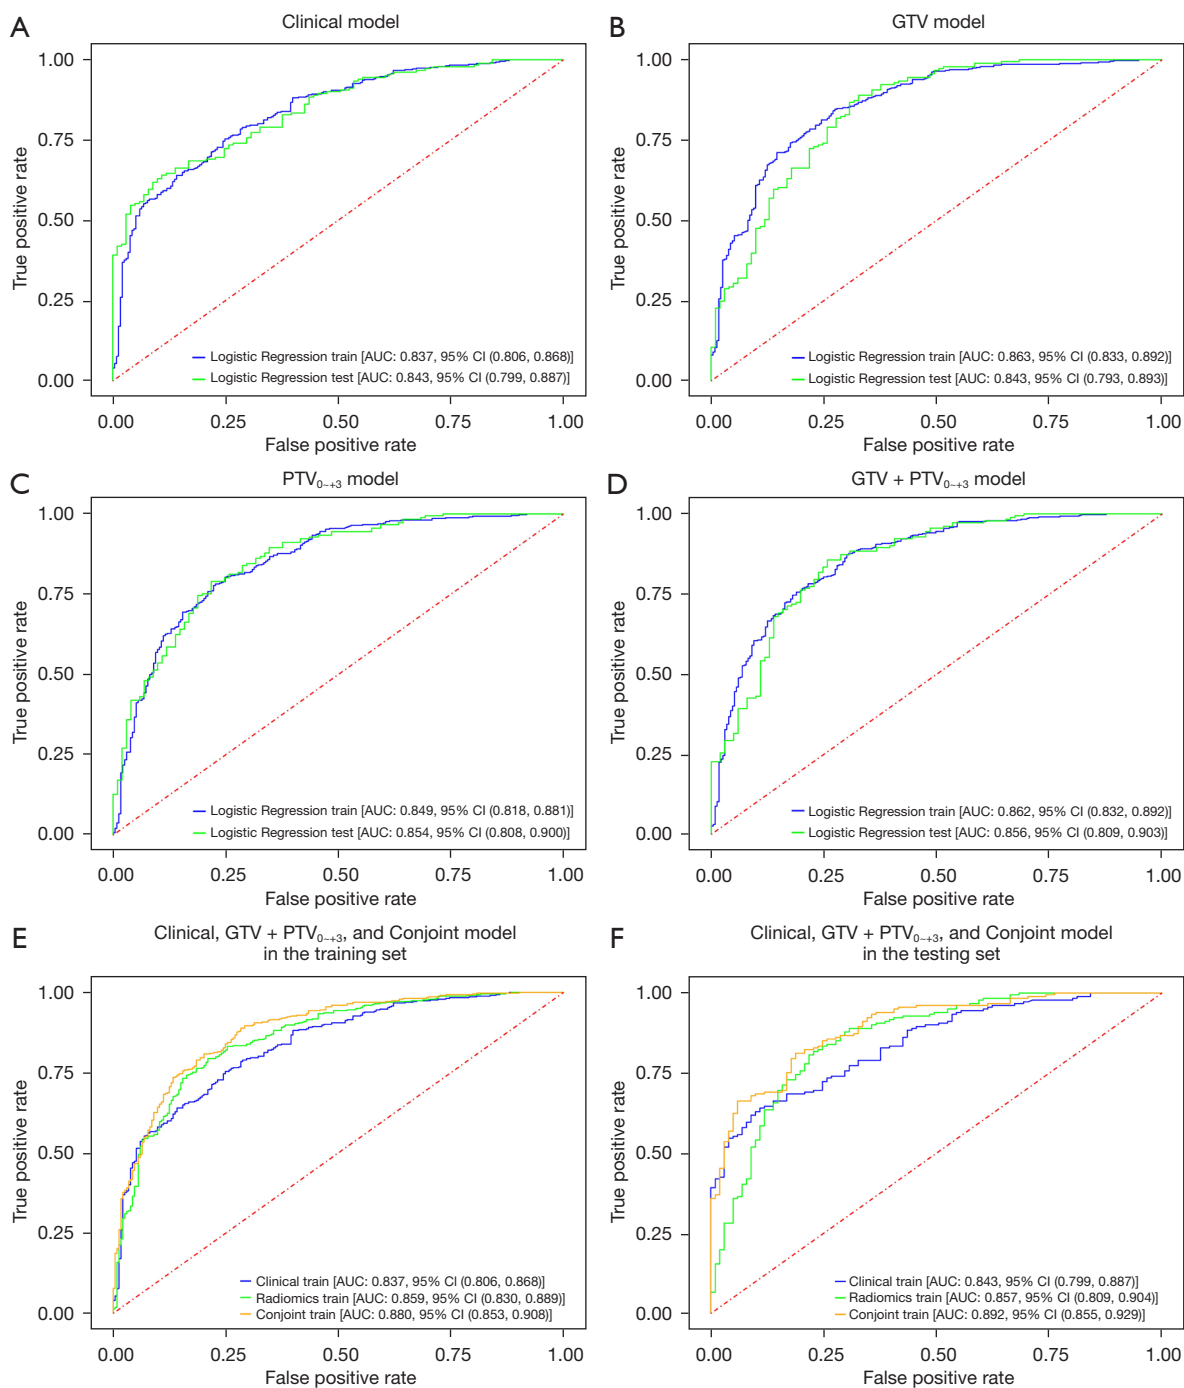 A
Clinical model
1.00
0.75
0.50
0.25
0.00
True positive rate
Logistic Regression train [AUC: 0.837, 95% CI (0.806, 0.868)]
Logistic Regression test [AUC: 0.843, 95% CI (0.799, 0.887)]
0.00 0.25 0.50 0.75 1.00
False positive rate
B
GTV model
1.00
0.75
0.50
0.25
0.00
True positive rate
Logistic Regression train [AUC: 0.863, 95% CI (0.833, 0.892)]
Logistic Regression test [AUC: 0.843, 95% CI (0.793, 0.893)]
0.00 0.25 0.50 0.75 1.00
False positive rate
C
PTV0~+3 model
1.00
0.75
0.50
0.25
0.00
True positive rate
Logistic Regression train [AUC: 0.849, 95% CI (0.818, 0.881)]
Logistic Regression test [AUC: 0.854, 95% CI (0.808, 0.900)]
0.00 0.25 0.50 0.75 1.00
False positive rate
D
GTV + PTV0~+3 model
1.00
0.75
0.50
0.25
0.00
True positive rate
Logistic Regression train [AUC: 0.862, 95% CI (0.832, 0.892)]
Logistic Regression test [AUC: 0.856, 95% CI (0.809, 0.903)]
0.00 0.25 0.50 0.75 1.00
False positive rate
E
Clinical, GTV + PTV0~+3, and Conjoint model
in the training set
1.00
0.75
0.50
0.25
0.00
True positive rate
Clinical train [AUC: 0.837, 95% CI (0.806, 0.868)]
Radiomics train [AUC: 0.859, 95% CI (0.830, 0.889)]
Conjoint train [AUC: 0.880, 95% CI (0.853, 0.908)]
0.00 0.25 0.50 0.75 1.00
False positive rate
F
Clinical, GTV + PTV0~+3, and Conjoint model
in the testing set
1.00
0.75
0.50
0.25
0.00
True positive rate
Clinical train [AUC: 0.843, 95% CI (0.799, 0.887)]
Radiomics train [AUC: 0.857, 95% CI (0.809, 0.904)]
Conjoint train [AUC: 0.892, 95% CI (0.855, 0.929)]
0.00 0.25 0.50 0.75 1.00
False positive rate